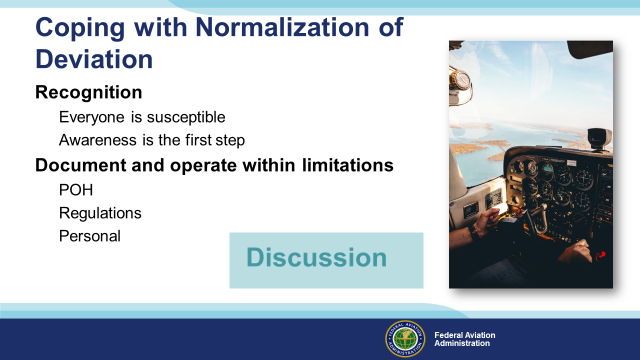 Coping with Normalization of
Deviation
Recognition
Everyone is susceptible
Awareness is the first step
Document and operate within limitations
POH
Regulations
Personal
Discussion
Federal Aviation
Administration